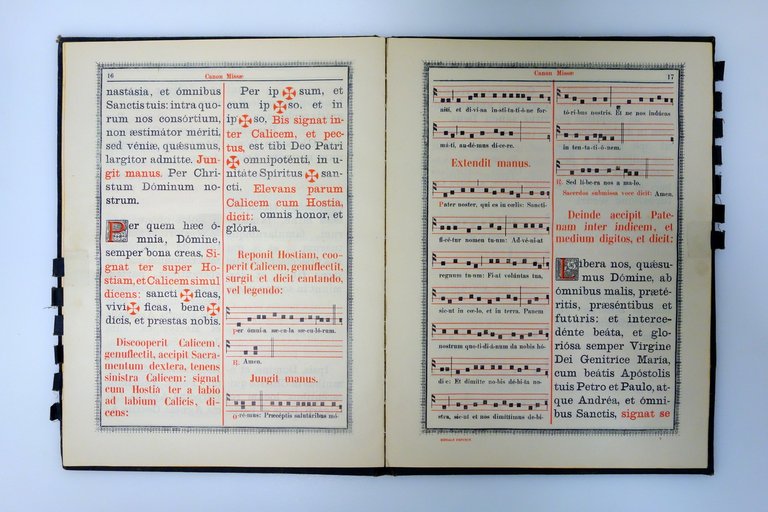 16
Canon Missæ
nastásia, et ómnibus
Sanctis tuis: intra quo-
rum nos consórtium,
non æstimátor mériti,
sed véniæ, quǽsumus,
largítor admítte. Jun-
git manus. Per Chri-
stum Dóminum no-
strum.
Per quem hæc ó-
mnia, Dómine,
semper bona creas, Si-
gnat ter super Ho-
stiam, et Calicem simul
dicens: sancti ✠ ficas,
viví ✠ ficas, bene ✠
dícis, et præstas nobis.
Discooperit Calicem,
genuflectit, accipit Sacra-
mentum dextera, tenens
sinistra Calicem: signat
cum Hostia ter a labio
ad labium Calicis, di-
cens:
Per ip ✠ sum, et
cum ip ✠ so, et in
ip ✠ so. Bis signat in-
ter Calicem, et pec-
tus, est tibi Deo Patri
✠ omnipoténti, in u-
nitáte Spíritus ✠ san-
cti. Elevans parum
Calicem cum Hostia,
dicit: omnis honor, et
glória.
Reponit Hostiam, coo-
perit Calicem, genuflectit,
surgit et dicit cantando,
vel legendo:
Per ómni-a sæ-cu-la sæ-cu-ló-rum.
℟. Amen.
Jungit manus.
O-ré-mus: Præcéptis salutáribus mó-
Canon Missæ
17
niti, et di-ví-na in-sti-tu-ti-ó-ne for-
má-ti, au-dé-mus di-ce-re.
Extendit manus.
Pater noster, qui es in cœlis: Sancti-
fi-cé-tur nomen tu-um: Ad-vé-ni-at
regnum tu-um: Fi-at volúntas tua,
sic-ut in cœ-lo, et in terra. Panem
nostrum quo-ti-di-á-num da nobis hó-
di-e: Et dimítte no-bis dé-bi-ta no-
stra, sic-ut et nos dimíttimus de-bi-
tó-ri-bus nostris. Et ne nos indúcas
in ten-ta-ti-ó-nem.
℟. Sed lí-be-ra nos a ma-lo.
Sacerdos submissa voce dicit: Amen.
Deinde accipit Pate-
nam inter indicem, et
medium digitos, et dicit:
Líbera nos, quǽsu-
mus Dómine, ab
ómnibus malis, præté-
ritis, præséntibus et
futúris: et interce-
dénte beáta, et glo-
riósa semper Vírgine
Dei Genitríce María,
cum beátis Apóstolis
tuis Petro et Paulo, at-
que Andréa, et ómni-
bus Sanctis, signat se